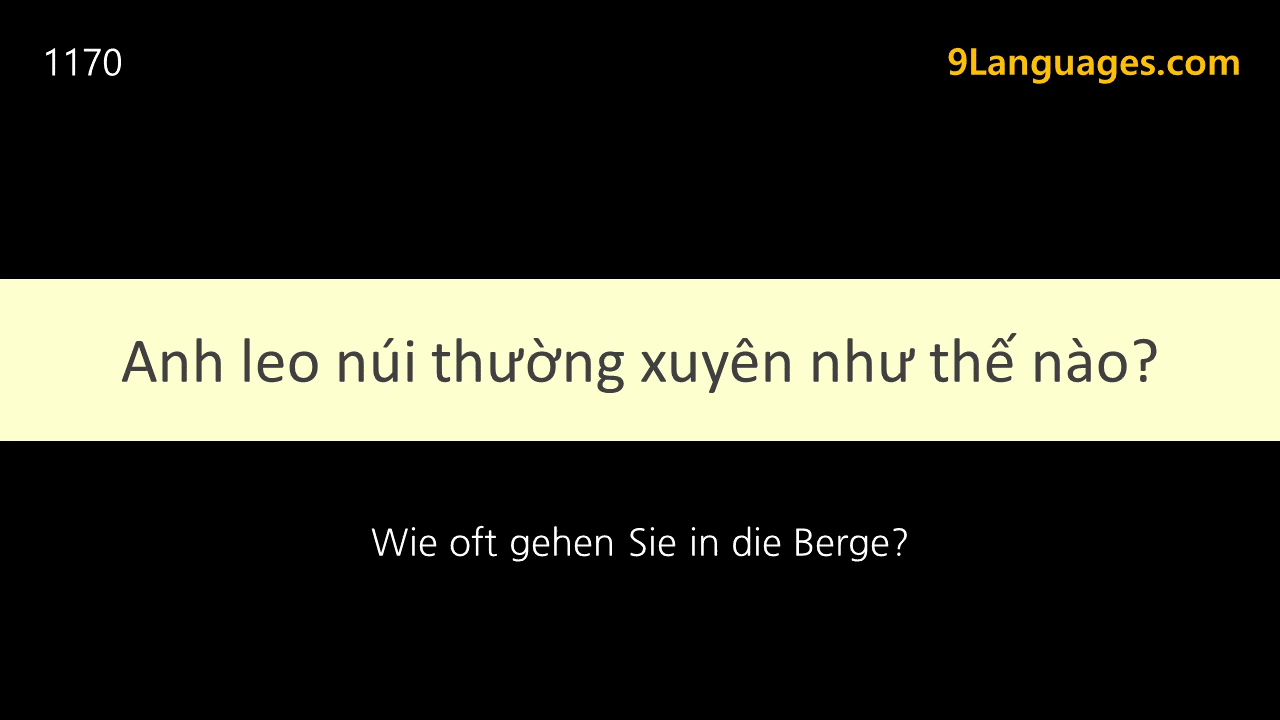 1170
9Languages.com
Anh leo núi thường xuyên như thế nào?
Wie oft gehen Sie in die Berge?